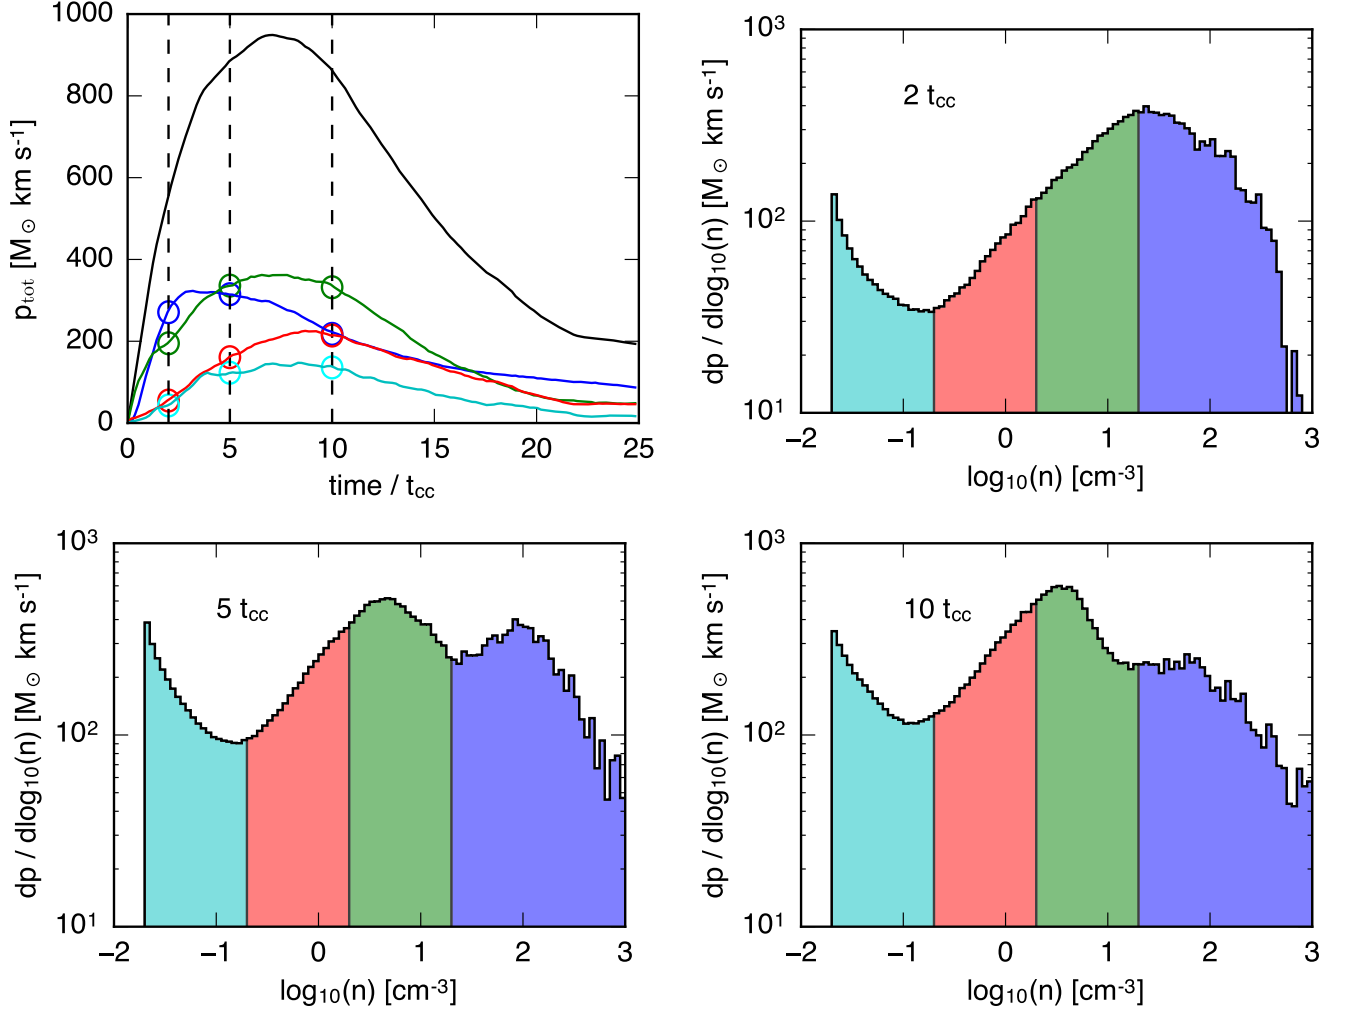 1000
800
600
400
200
0
p_tot [M⊙ km s⁻¹]
0 5 10 15 20 25
time / t_cc
10³
10²
10¹
dp / dlog₁₀(n) [M⊙ km s⁻¹]
2 t_cc
−2 −1 0 1 2 3
log₁₀(n) [cm⁻³]
10³
10²
10¹
dp / dlog₁₀(n) [M⊙ km s⁻¹]
5 t_cc
−2 −1 0 1 2 3
log₁₀(n) [cm⁻³]
10³
10²
10¹
dp / dlog₁₀(n) [M⊙ km s⁻¹]
10 t_cc
−2 −1 0 1 2 3
log₁₀(n) [cm⁻³]